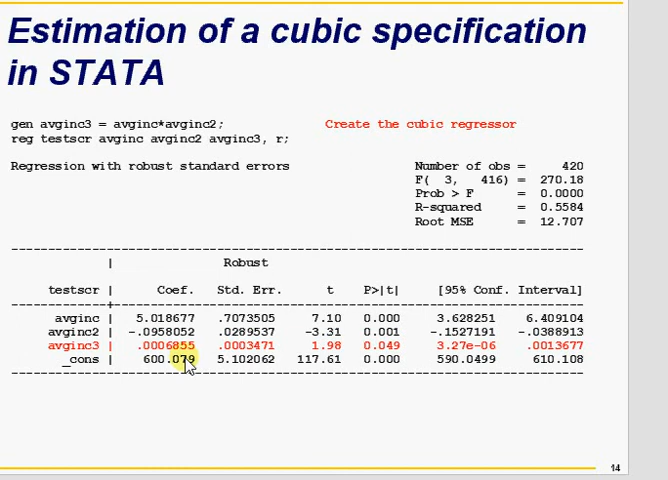 Estimation of a cubic specification
in STATA
gen avginc3 = avginc*avginc2;    Create the cubic regressor
reg testscr avginc avginc2 avginc3, r;
Regression with robust standard errors    Number of obs =     420
F(  3,   416) =  270.18
Prob > F      =  0.0000
R-squared     =  0.5584
Root MSE      =  12.707
------------------------------------------------------------------------------
|               Robust
testscr |      Coef.   Std. Err.      t    P>|t|     [95% Conf. Interval]
-------------+----------------------------------------------------------------
avginc |   5.018677   .7073505     7.10   0.000     3.628251    6.409104
avginc2 |  -.0958052   .0289537    -3.31   0.001    -.1527191   -.0388913
avginc3 |   .0006855   .0003471     1.98   0.049     3.27e-06    .0013677
_cons |    600.079   5.102062   117.61   0.000     590.0499     610.108
------------------------------------------------------------------------------
14